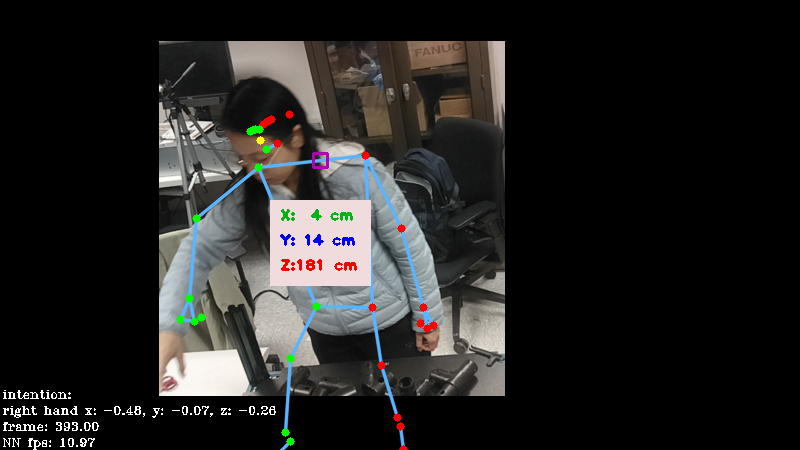 FANUC
X: 4 cm
Y: 14 cm
Z:181 cm
intention:
right hand x: -0.48, y: -0.07, z: -0.26
frame: 393.00
NN fps: 10.97